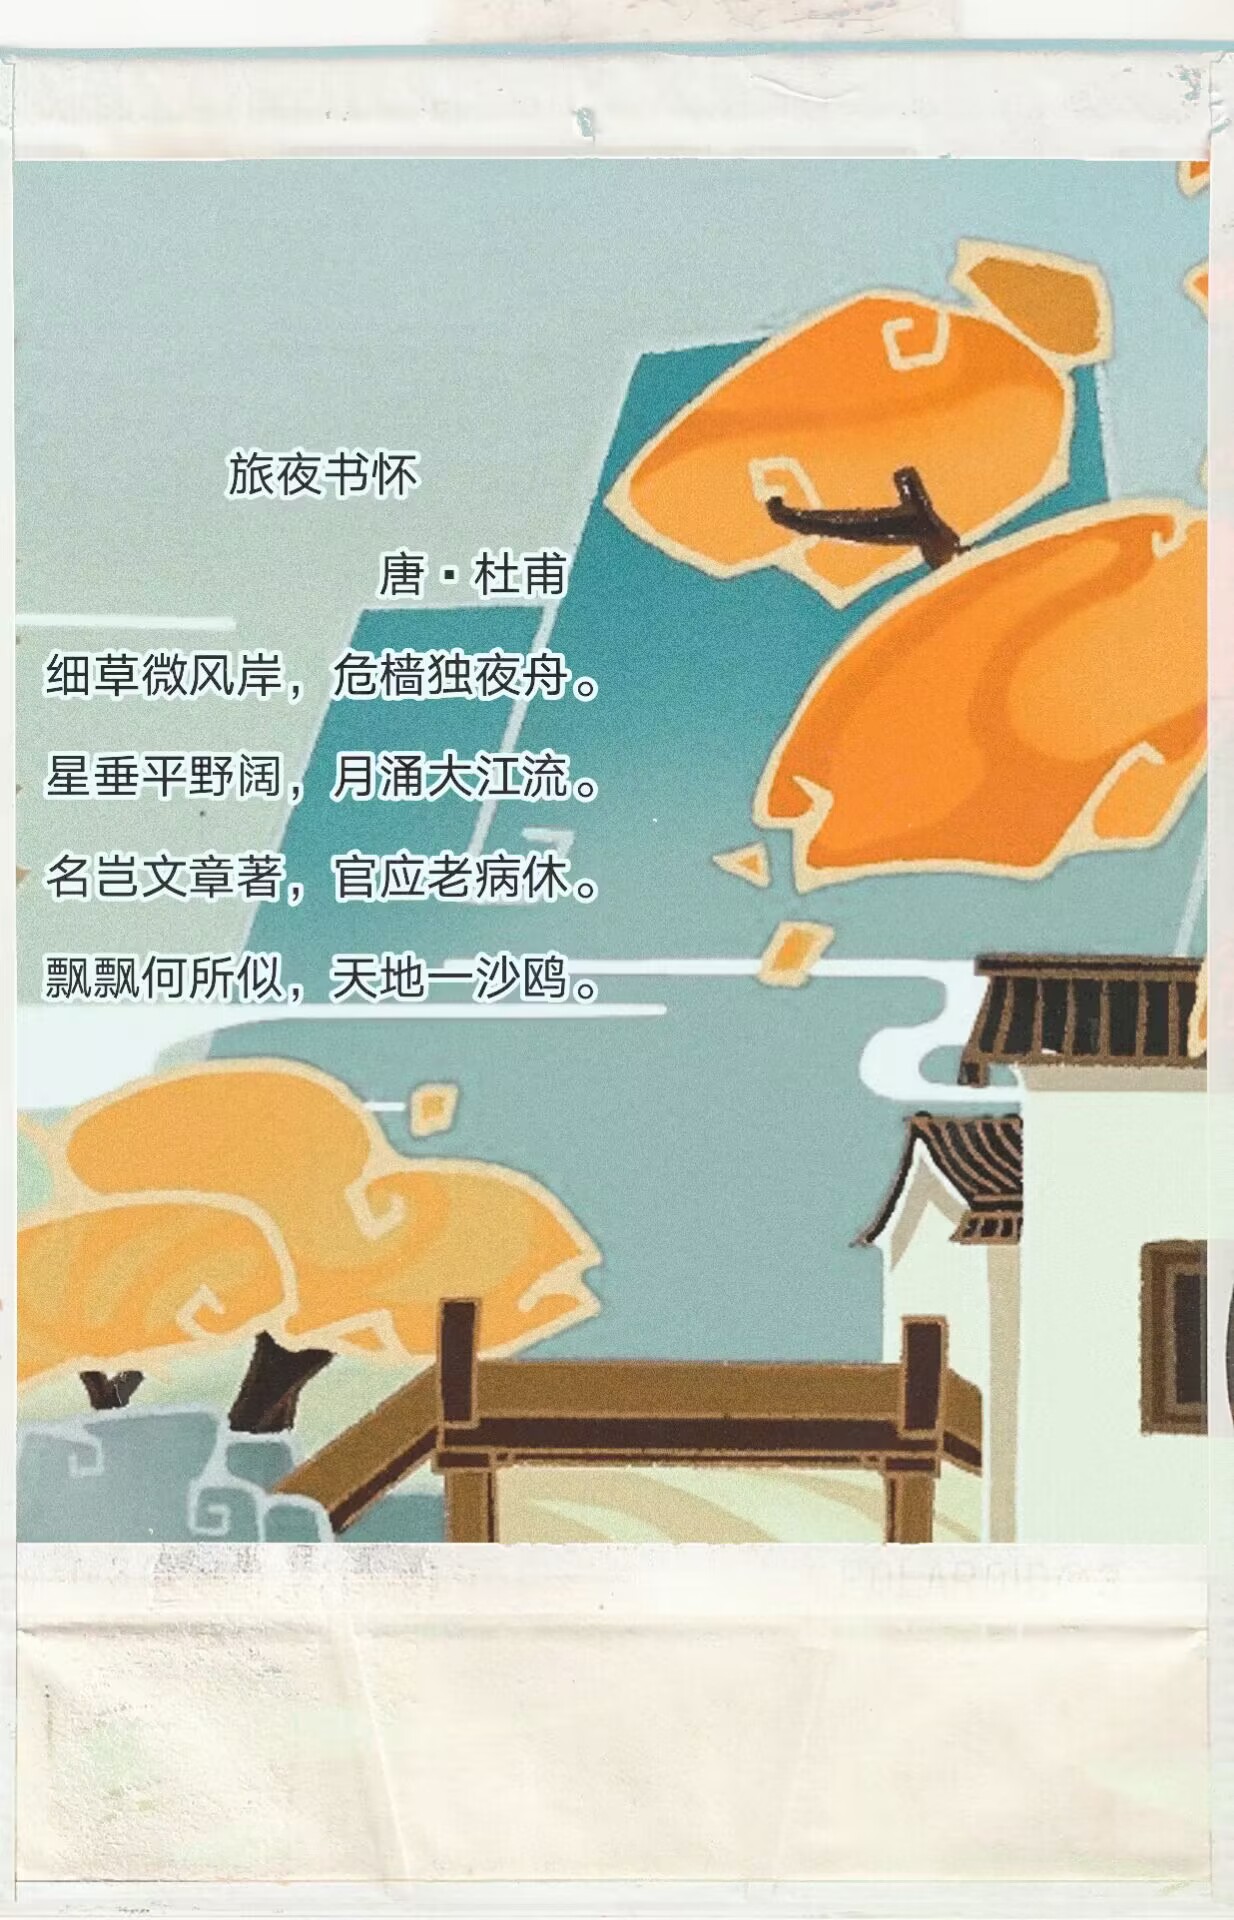 旅夜书怀
唐·杜甫
细草微风岸，危樯独夜舟。
星垂平野阔，月涌大江流。
名岂文章著，官应老病休。
飘飘何所似，天地一沙鸥。